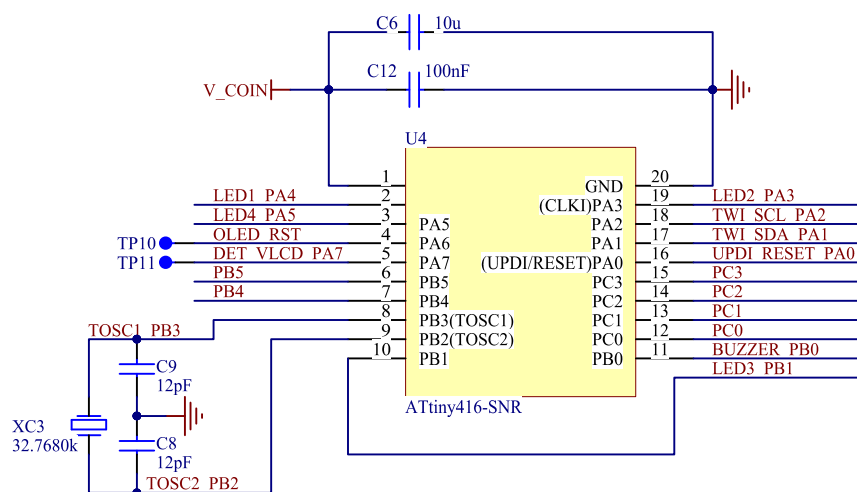 C6 10u
C12 100nF
V_COIN
U4
1
2
3
4
5
6
7
8
9
10
LED1_PA4
LED4_PA5
OLED_RST
DET_VLCD_PA7
PB5
PB4
TP10
TP11
PA5
PA6
PA7
PB5
PB4
PB3(TOSC1)
PB2(TOSC2)
PB1
GND
(CLKI)PA3
PA2
PA1
(UPDI/RESET)PA0
PC3
PC2
PC1
PC0
PB0
20
19
18
17
16
15
14
13
12
11
LED2_PA3
TWI_SCL_PA2
TWI_SDA_PA1
UPDI_RESET_PA0
PC3
PC2
PC1
PC0
BUZZER_PB0
LED3_PB1
ATtiny416-SNR
TOSC1_PB3
C9
12pF
XC3
32.7680k
C8
12pF
TOSC2_PB2